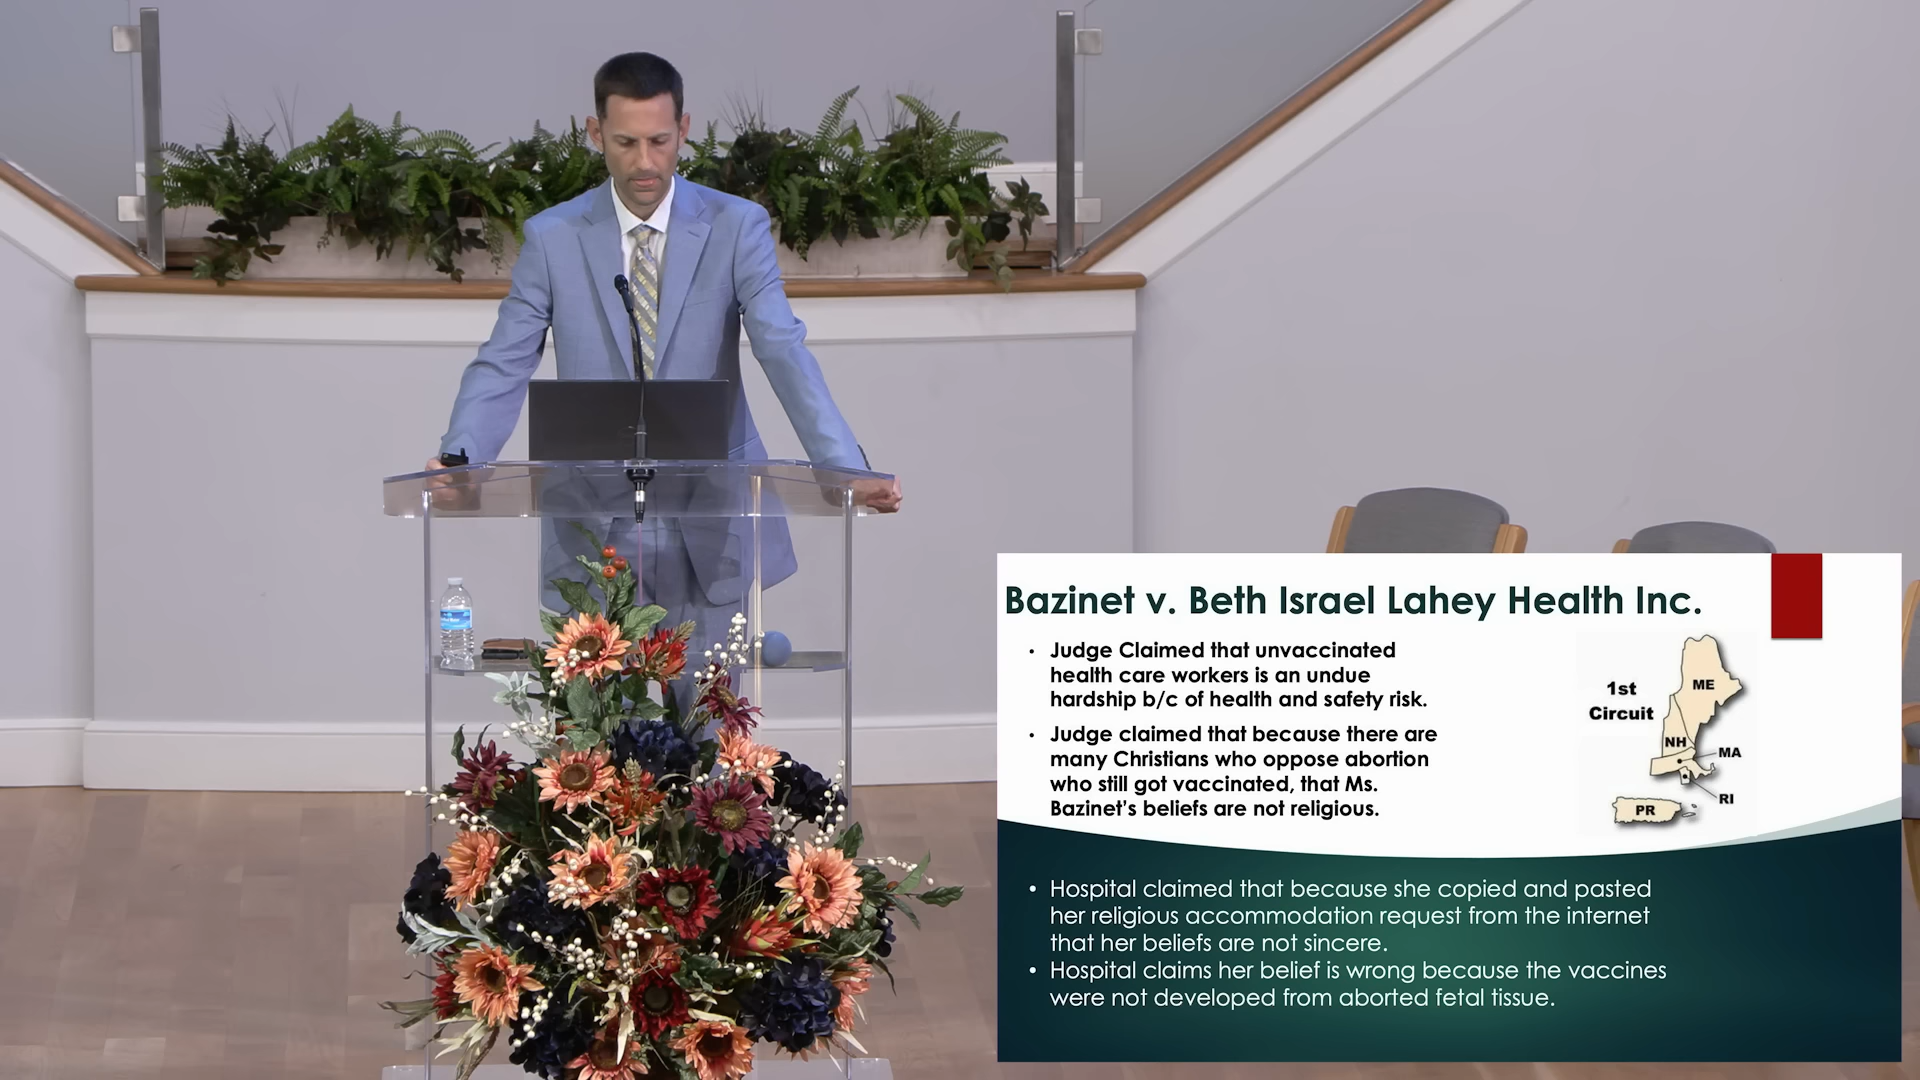 Bazinet v. Beth Israel Lahey Health Inc.
• Judge Claimed that unvaccinated
health care workers is an undue
hardship b/c of health and safety risk.
• Judge claimed that because there are
many Christians who oppose abortion
who still got vaccinated, that Ms.
Bazinet's beliefs are not religious.
1st
Circuit
ME
NH
MA
RI
PR
• Hospital claimed that because she copied and pasted
her religious accommodation request from the internet
that her beliefs are not sincere.
• Hospital claims her belief is wrong because the vaccines
were not developed from aborted fetal tissue.